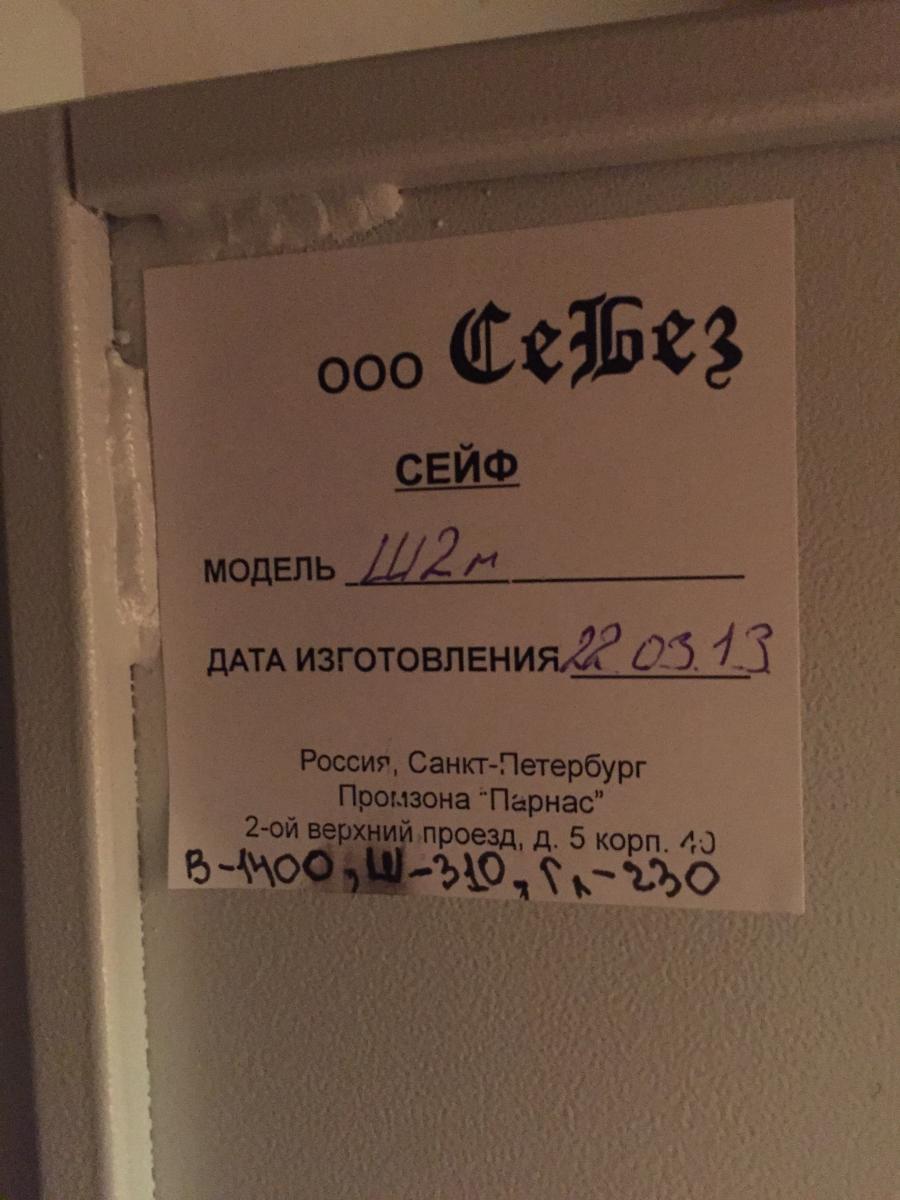 ООО СеБез
СЕЙФ
МОДЕЛЬ Ш2м
ДАТА ИЗГОТОВЛЕНИЯ 22.03.13
Россия, Санкт-Петербург
Промзона "Парнас"
2-ой верхний проезд, д. 5 корп. 40
В-1400, Ш-310, Гл-230